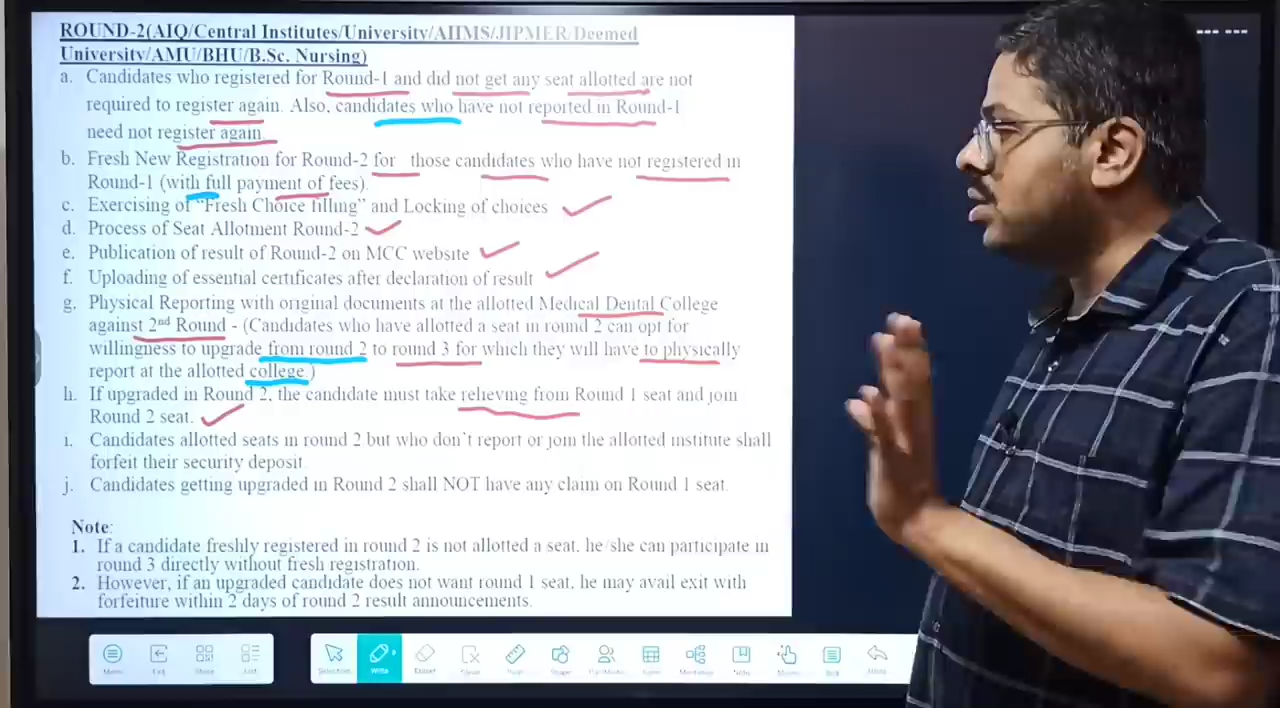 ROUND-2(AIQ/Central Institutes/University/AIIMS/JIPMER/Deemed
University/AMU/BHU/B.Sc. Nursing)
a. Candidates who registered for Round-1 and did not get any seat allotted are not
required to register again. Also, candidates who have not reported in Round-1
need not register again.
b. Fresh New Registration for Round-2 for those candidates who have not registered in
Round-1 (with full payment of fees).
c. Exercising of "Fresh Choice filling" and Locking of choices
d. Process of Seat Allotment Round-2
e. Publication of result of Round-2 on MCC website
f. Uploading of essential certificates after declaration of result
g. Physical Reporting with original documents at the allotted Medical Dental College
against 2nd Round - (Candidates who have allotted a seat in round 2 can opt for
willingness to upgrade from round 2 to round 3 for which they will have to physically
report at the allotted college.)
h. If upgraded in Round 2, the candidate must take relieving from Round 1 seat and join
Round 2 seat.
i. Candidates allotted seats in round 2 but who don't report or join the allotted institute shall
forfeit their security deposit.
j. Candidates getting upgraded in Round 2 shall NOT have any claim on Round 1 seat.
Note:
1. If a candidate freshly registered in round 2 is not allotted a seat, he/she can participate in
round 3 directly without fresh registration.
2. However, if an upgraded candidate does not want round 1 seat, he may avail exit with
forfeiture within 2 days of round 2 result announcements.
Menu Exit Share Selection Write Eraser Shape